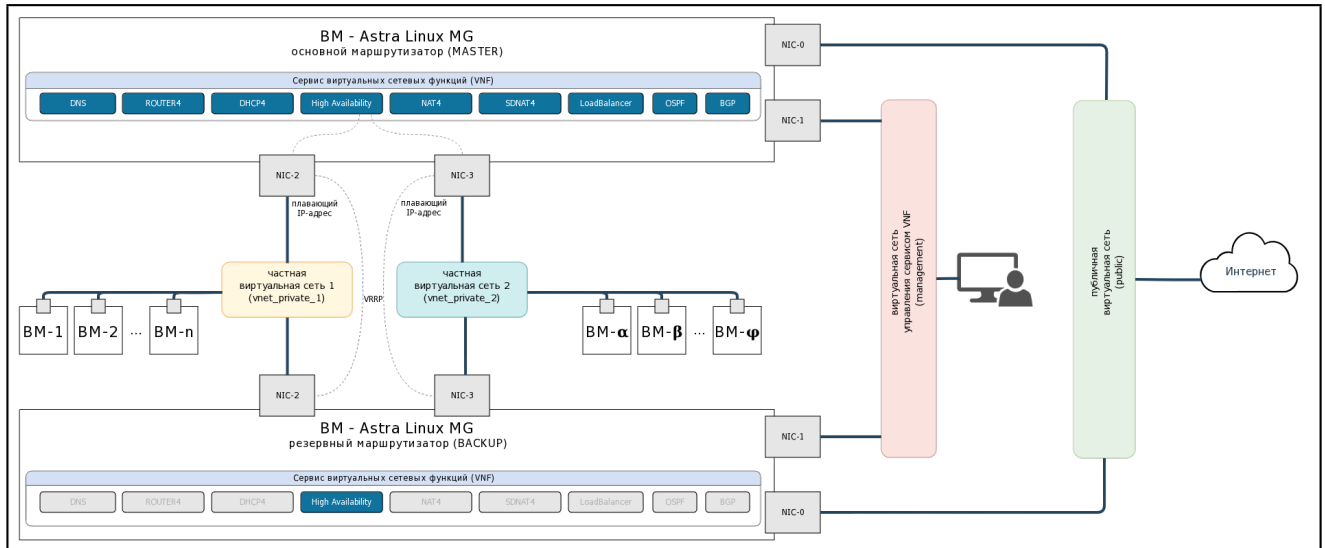 ВМ - Astra Linux MG
основной маршрутизатор (MASTER)
Сервис виртуальных сетевых функций (VNF)
DNS
ROUTER4
DHCP4
High Availability
NAT4
SDNAT4
LoadBalancer
OSPF
BGP
NIC-0
NIC-1
NIC-2
NIC-3
плавающий
IP-адрес
плавающий
IP-адрес
частная
виртуальная сеть 1
(vnet_private_1)
VRRP
частная
виртуальная сеть 2
(vnet_private_2)
ВМ-1
ВМ-2
...
ВМ-n
ВМ-α
ВМ-β
...
ВМ-φ
виртуальная сеть
управления сервисом VNF
(management)
публичная
виртуальная сеть
(public)
Интернет
NIC-2
NIC-3
ВМ - Astra Linux MG
резервный маршрутизатор (BACKUP)
NIC-1
Сервис виртуальных сетевых функций (VNF)
DNS
ROUTER4
DHCP4
High Availability
NAT4
SDNAT4
LoadBalancer
OSPF
BGP
NIC-0